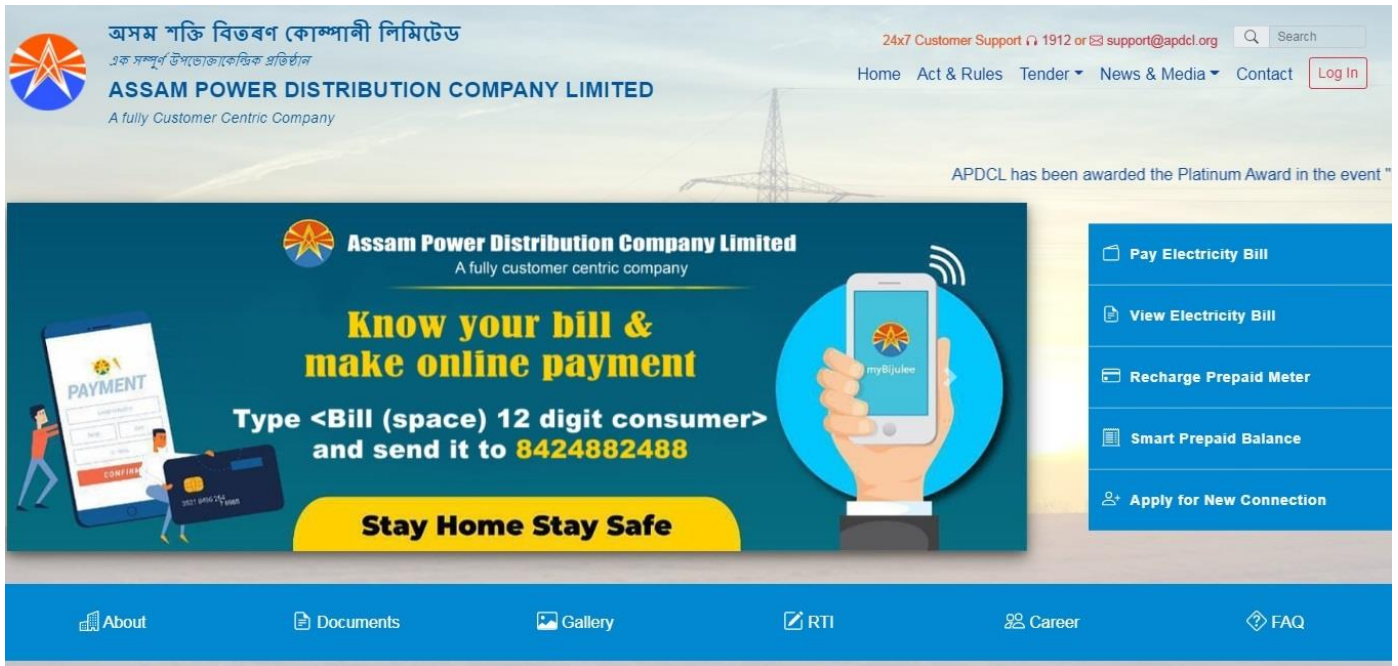 অসম শক্তি বিতৰণ কোম্পানী লিমিটেড
এক সম্পূৰ্ণ উপভোক্তাকেন্দ্ৰিক প্ৰতিষ্ঠান
ASSAM POWER DISTRIBUTION COMPANY LIMITED
A fully Customer Centric Company
24x7 Customer Support 1912 or support@apdcl.org
Search
Home Act & Rules Tender News & Media Contact Log In
APDCL has been awarded the Platinum Award in the event "
Assam Power Distribution Company Limited
A fully customer centric company
Know your bill &
make online payment
Type <Bill (space) 12 digit consumer>
and send it to 8424882488
Stay Home Stay Safe
PAYMENT
CONFIRM
myBijulee
Pay Electricity Bill
View Electricity Bill
Recharge Prepaid Meter
Smart Prepaid Balance
Apply for New Connection
About Documents Gallery RTI Career FAQ